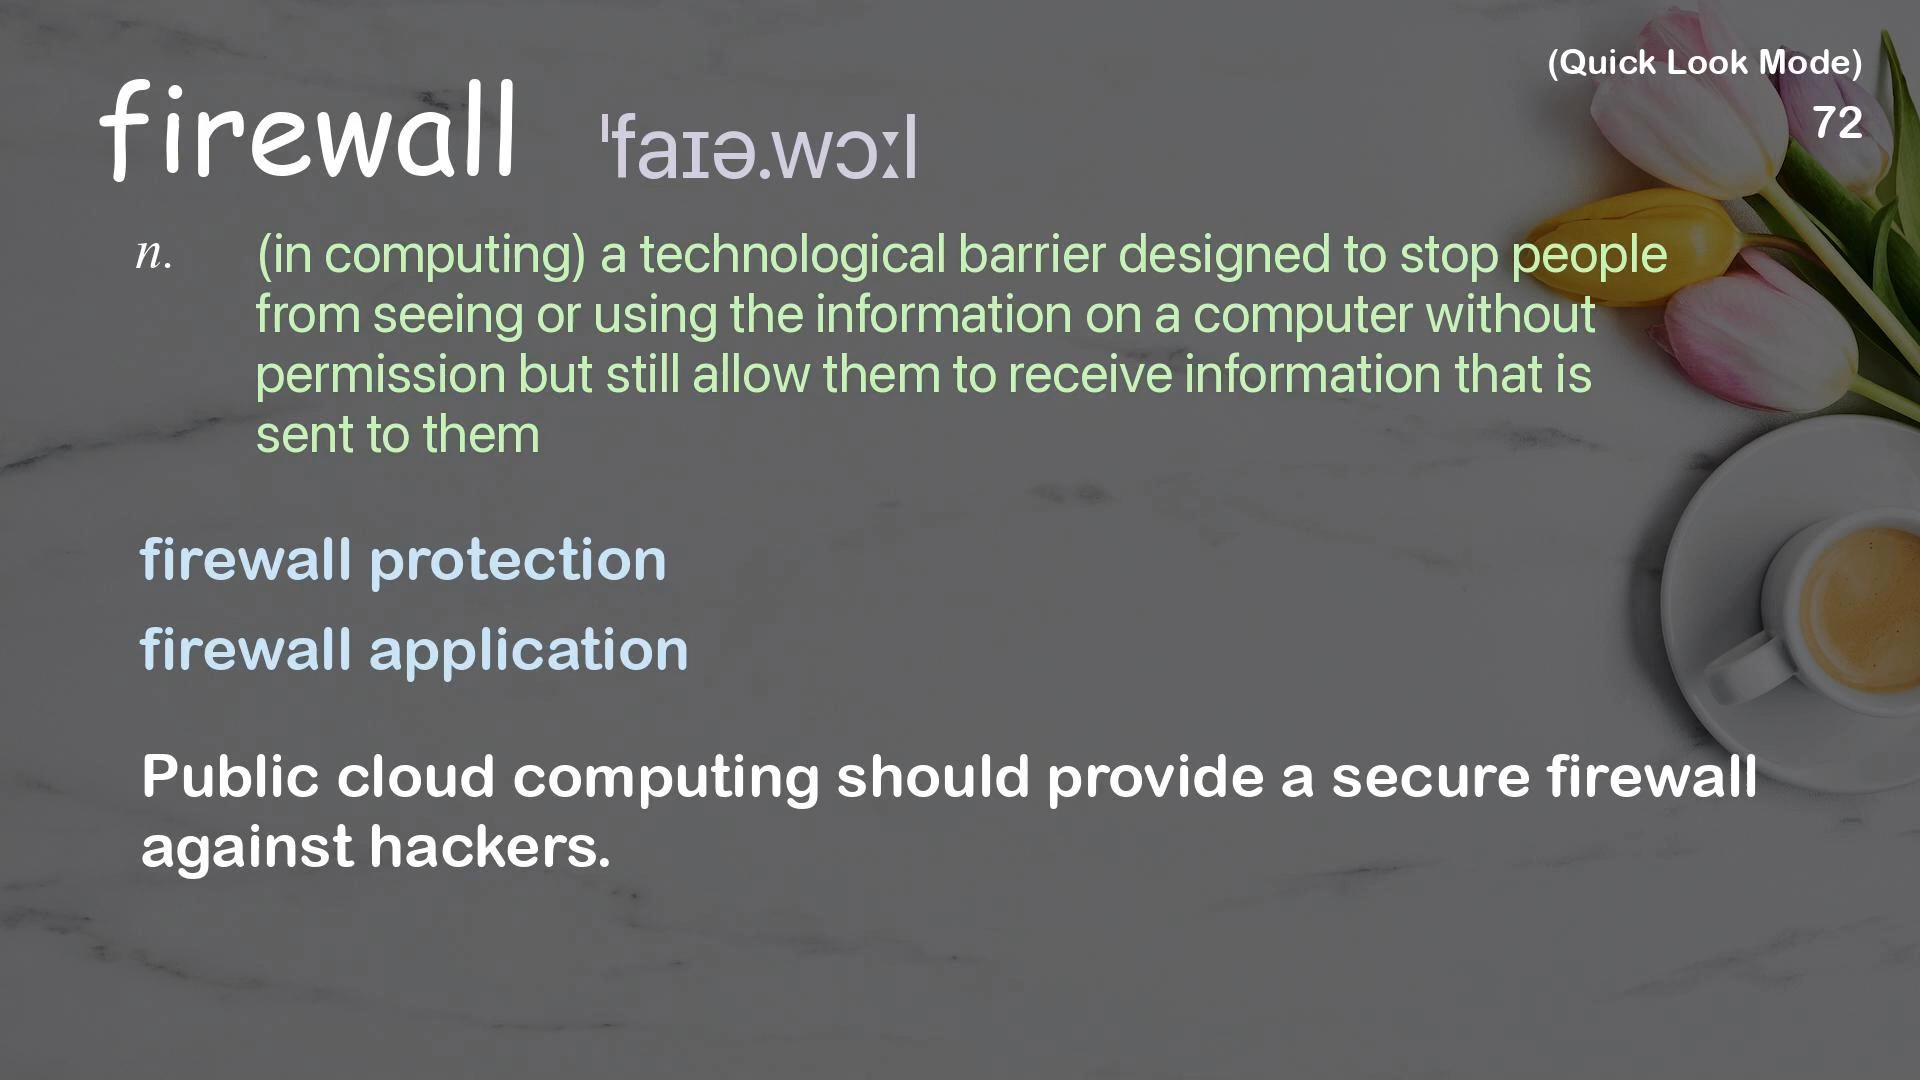 (Quick Look Mode)
72
firewall ˈfaɪə.wɔːl
n. (in computing) a technological barrier designed to stop people
from seeing or using the information on a computer without
permission but still allow them to receive information that is
sent to them
firewall protection
firewall application
Public cloud computing should provide a secure firewall
against hackers.